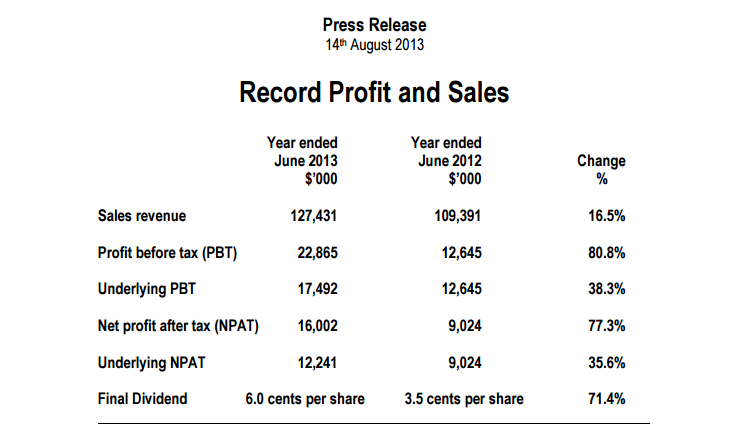 Press Release
14th August 2013
Record Profit and Sales
Year ended Year ended
June 2013 June 2012 Change
$'000 $'000 %
Sales revenue 127,431 109,391 16.5%
Profit before tax (PBT) 22,865 12,645 80.8%
Underlying PBT 17,492 12,645 38.3%
Net profit after tax (NPAT) 16,002 9,024 77.3%
Underlying NPAT 12,241 9,024 35.6%
Final Dividend 6.0 cents per share 3.5 cents per share 71.4%